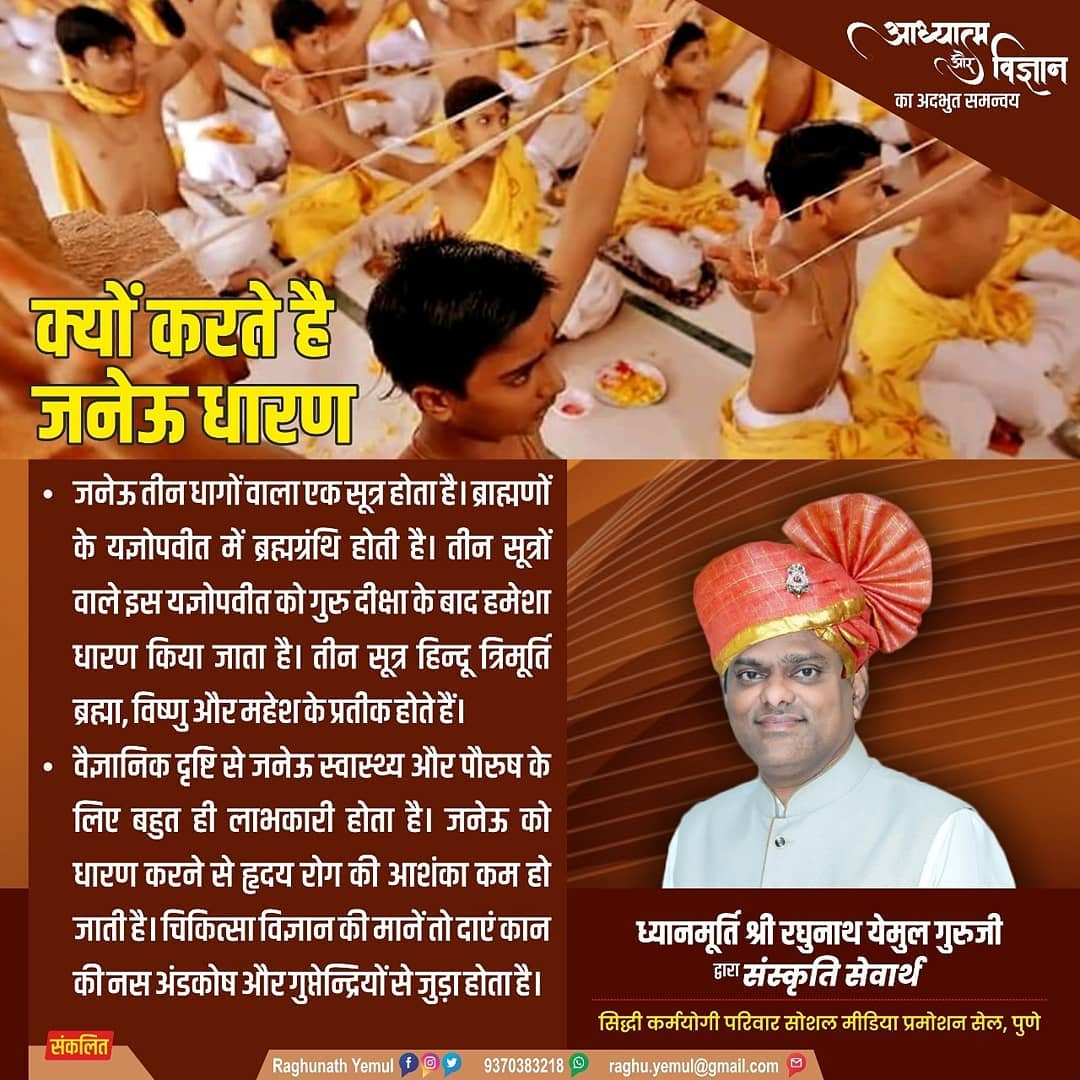 आध्यात्म
और विज्ञान
का अदभुत समन्वय
क्यों करते है
जनेऊ धारण
• जनेऊ तीन धागों वाला एक सूत्र होता है। ब्राह्मणों
के यज्ञोपवीत में ब्रह्मग्रंथि होती है। तीन सूत्रों
वाले इस यज्ञोपवीत को गुरु दीक्षा के बाद हमेशा
धारण किया जाता है। तीन सूत्र हिन्दू त्रिमूर्ति
ब्रह्मा, विष्णु और महेश के प्रतीक होते हैं।
• वैज्ञानिक दृष्टि से जनेऊ स्वास्थ्य और पौरुष के
लिए बहुत ही लाभकारी होता है। जनेऊ को
धारण करने से हृदय रोग की आशंका कम हो
जाती है। चिकित्सा विज्ञान की मानें तो दाएं कान
की नस अंडकोष और गुप्तेन्द्रियों से जुड़ा होता है।
ध्यानमूर्ति श्री रघुनाथ येमुल गुरुजी
द्वारा संस्कृति सेवार्थ
सिद्धी कर्मयोगी परिवार सोशल मीडिया प्रमोशन सेल, पुणे
संकलित
Raghunath Yemul 9370383218 raghu.yemul@gmail.com